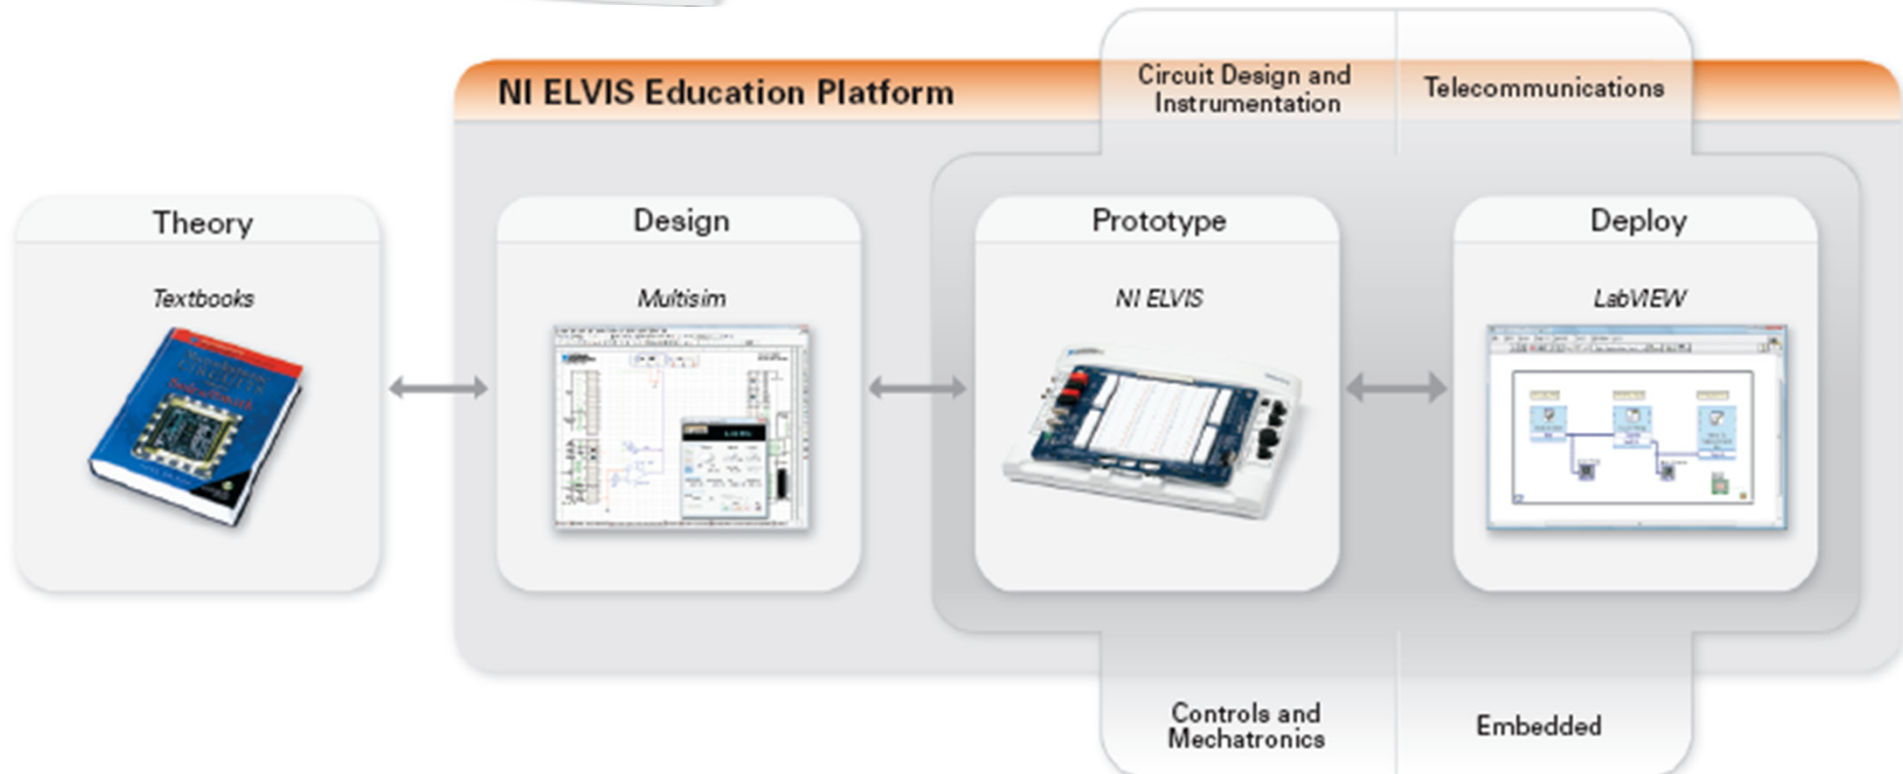 NI ELVIS Education Platform
Circuit Design and
Instrumentation
Telecommunications
Theory
Textbooks
Design
Multisim
Prototype
NI ELVIS
Deploy
LabVIEW
Controls and
Mechatronics
Embedded